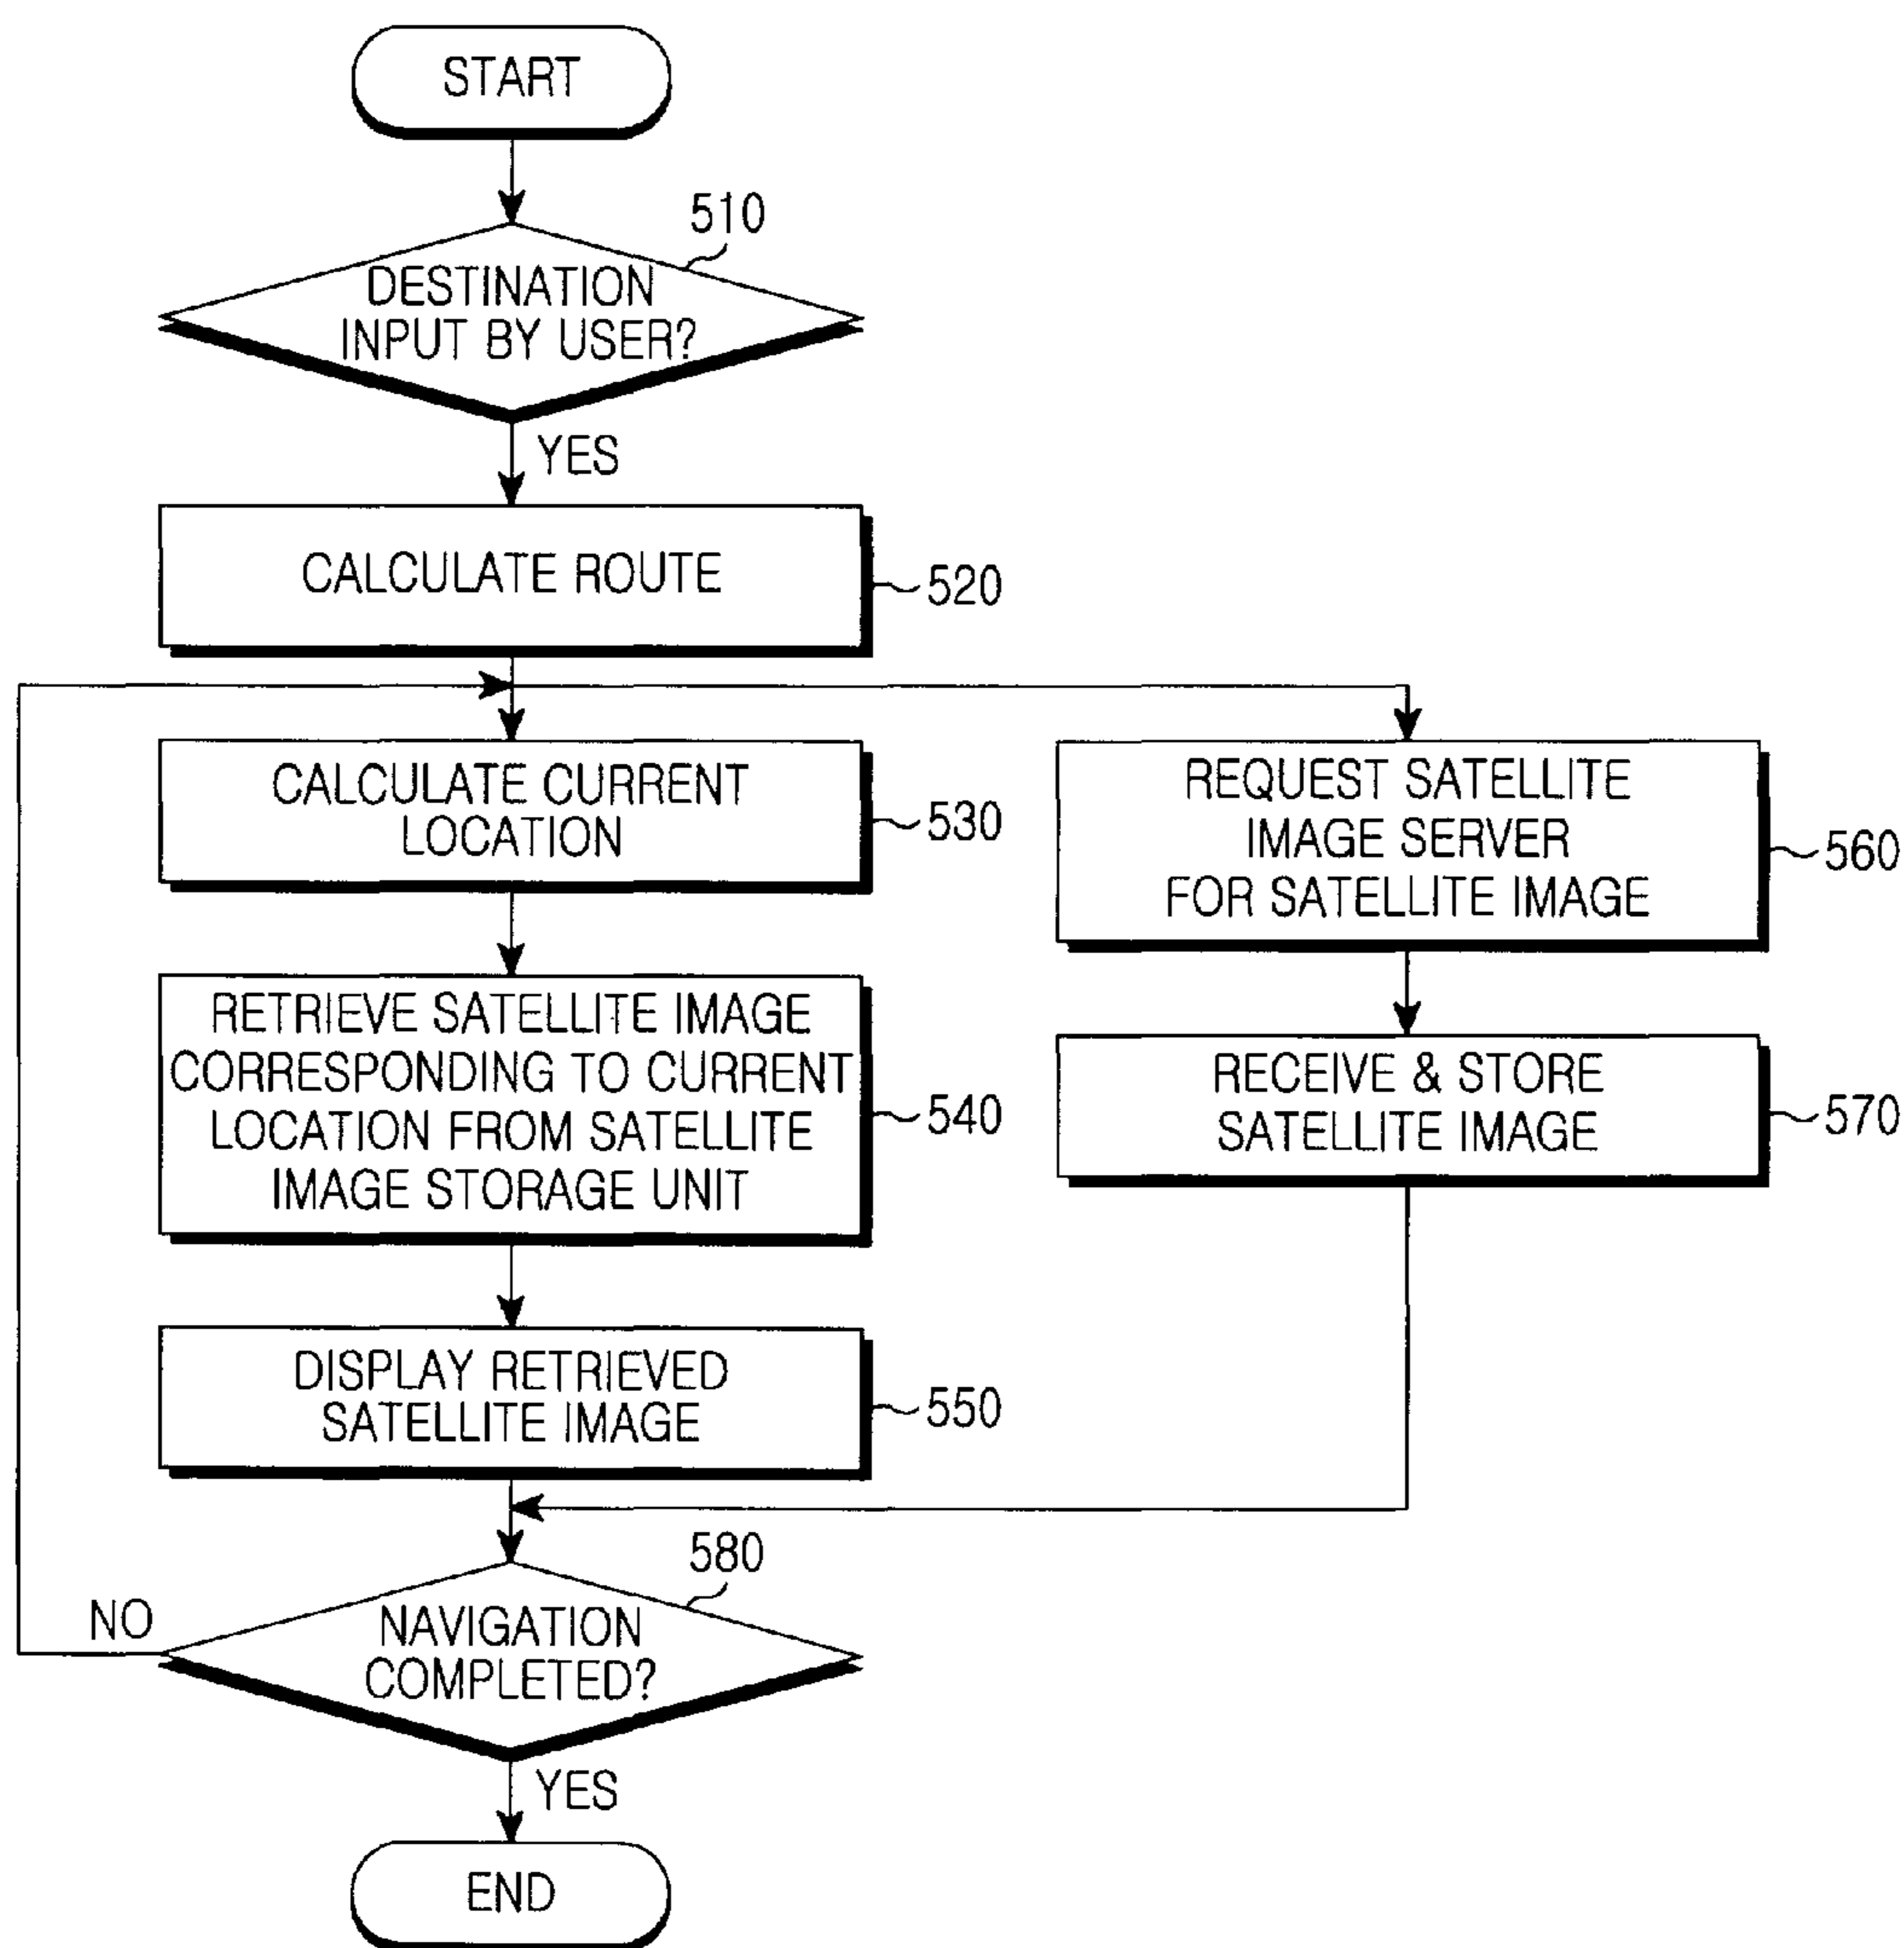 START
510
DESTINATION
INPUT BY USER?
YES
CALCULATE ROUTE
520
CALCULATE CURRENT
LOCATION
530
REQUEST SATELLITE
IMAGE SERVER
FOR SATELLITE IMAGE
560
RETRIEVE SATELLITE IMAGE
CORRESPONDING TO CURRENT
LOCATION FROM SATELLITE
IMAGE STORAGE UNIT
540
RECEIVE & STORE
SATELLITE IMAGE
570
DISPLAY RETRIEVED
SATELLITE IMAGE
550
580
NO
NAVIGATION
COMPLETED?
YES
END